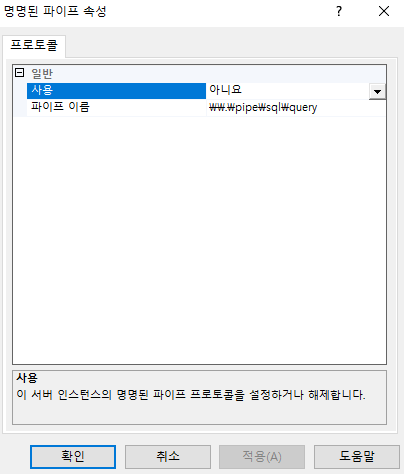 명명된 파이프 속성
프로토콜
일반
사용 아니요
파이프 이름 ₩₩.₩pipe₩sql₩query
사용
이 서버 인스턴스의 명명된 파이프 프로토콜을 설정하거나 해제합니다.
확인 취소 적용(A) 도움말